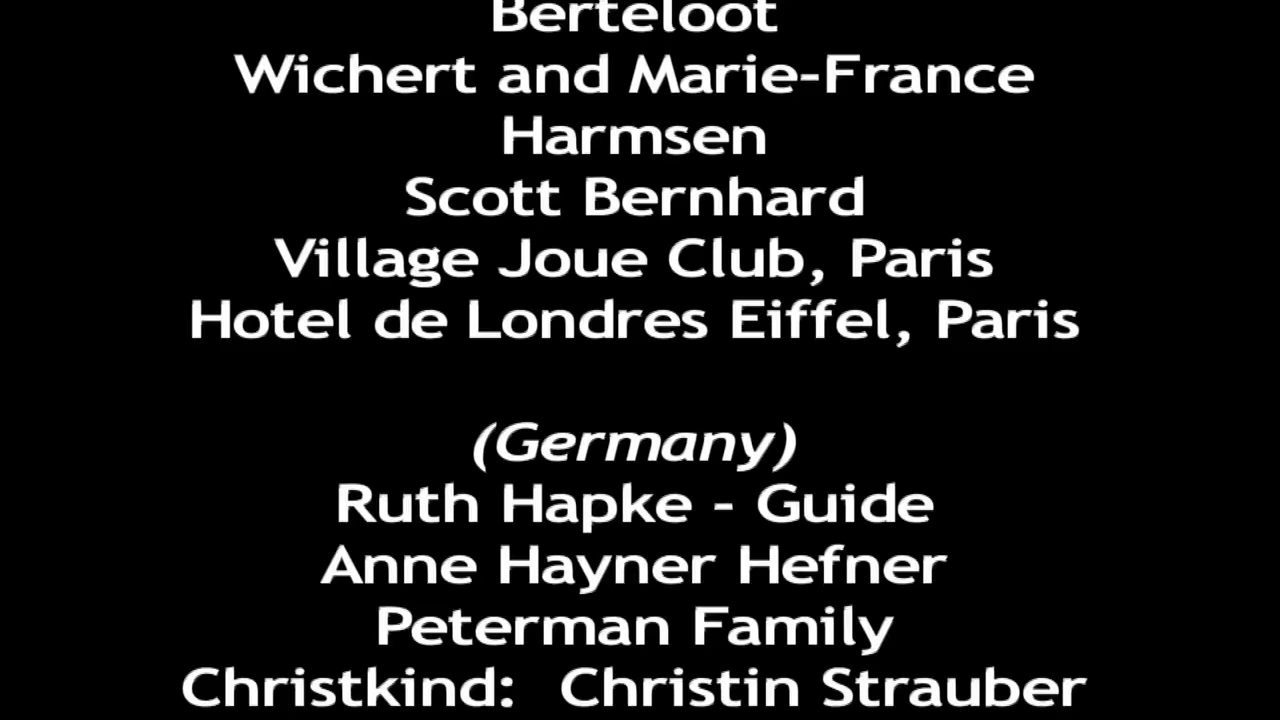 Berteloot
Wichert and Marie-France
Harmsen
Scott Bernhard
Village Joue Club, Paris
Hotel de Londres Eiffel, Paris
(Germany)
Ruth Hapke - Guide
Anne Hayner Hefner
Peterman Family
Christkind:  Christin Strauber